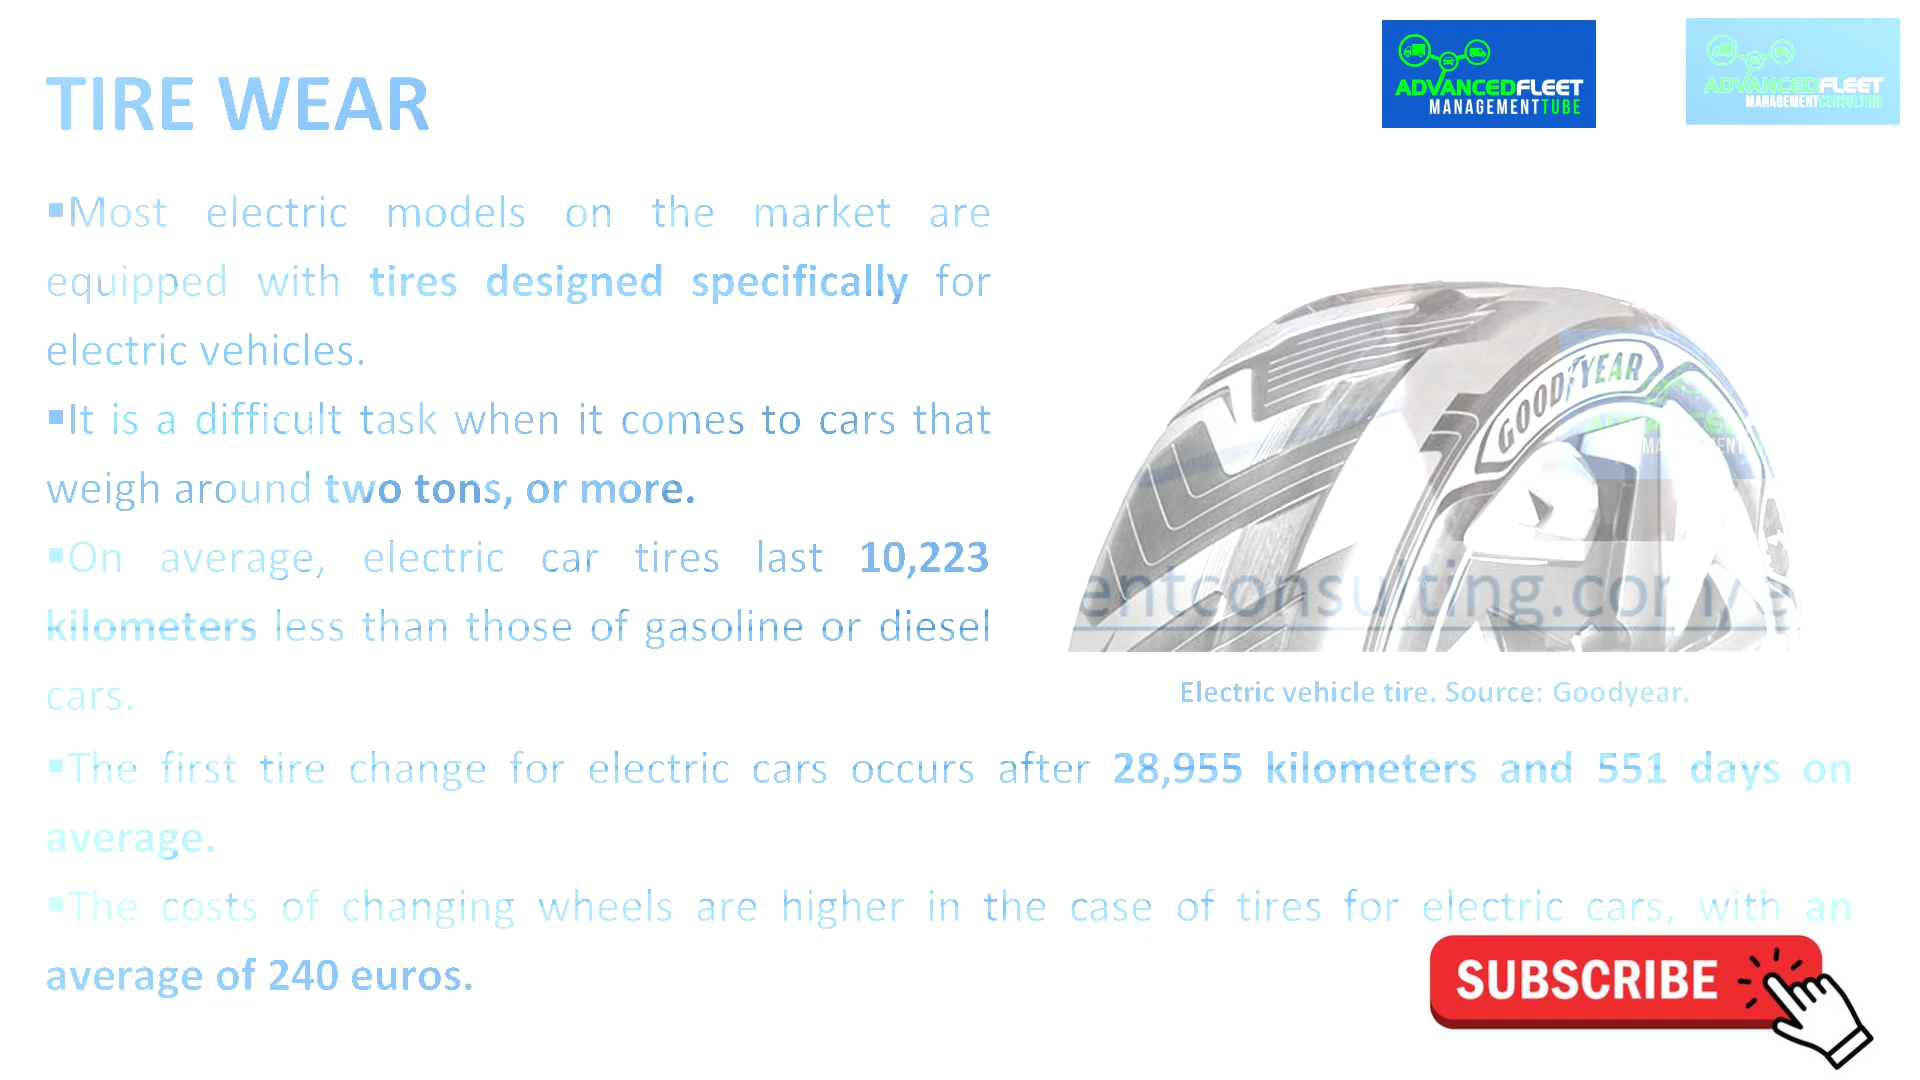 ADVANCEDFLEET
MANAGEMENTTUBE
ADVANCEDFLEET
MANAGEMENTCONSULTING
TIRE WEAR
▪Most electric models on the market are
equipped with tires designed specifically for
electric vehicles.
▪It is a difficult task when it comes to cars that
weigh around two tons, or more.
▪On average, electric car tires last 10,223
kilometers less than those of gasoline or diesel
cars.
GOODYEAR
entconsulting.com
Electric vehicle tire. Source: Goodyear.
▪The first tire change for electric cars occurs after 28,955 kilometers and 551 days on
average.
▪The costs of changing wheels are higher in the case of tires for electric cars, with an
average of 240 euros.
SUBSCRIBE